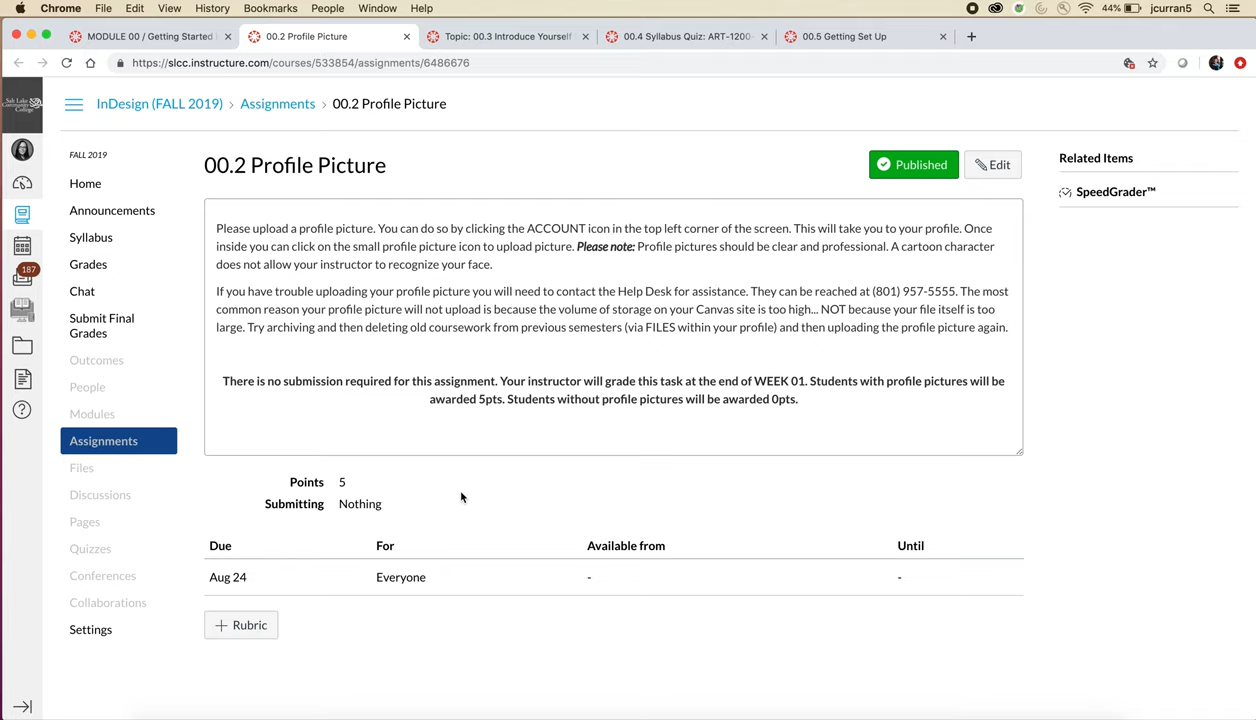 Chrome File Edit View History Bookmarks People Window Help 44% jcurran5
MODULE 00 / Getting Started 00.2 Profile Picture Topic: 00.3 Introduce Yourself 00.4 Syllabus Quiz: ART-1200- 00.5 Getting Set Up
https://slcc.instructure.com/courses/533854/assignments/6486676
Salt Lake
Community
College
InDesign (FALL 2019) › Assignments › 00.2 Profile Picture
FALL 2019
Home
Announcements
Syllabus
Grades
Chat
Submit Final
Grades
Outcomes
People
Modules
Assignments
Files
Discussions
Pages
Quizzes
Conferences
Collaborations
Settings
187
00.2 Profile Picture
Published
Edit
Please upload a profile picture. You can do so by clicking the ACCOUNT icon in the top left corner of the screen. This will take you to your profile. Once
inside you can click on the small profile picture icon to upload picture. Please note: Profile pictures should be clear and professional. A cartoon character
does not allow your instructor to recognize your face.
If you have trouble uploading your profile picture you will need to contact the Help Desk for assistance. They can be reached at (801) 957-5555. The most
common reason your profile picture will not upload is because the volume of storage on your Canvas site is too high... NOT because your file itself is too
large. Try archiving and then deleting old coursework from previous semesters (via FILES within your profile) and then uploading the profile picture again.
There is no submission required for this assignment. Your instructor will grade this task at the end of WEEK 01. Students with profile pictures will be
awarded 5pts. Students without profile pictures will be awarded 0pts.
Points 5
Submitting Nothing
Due For Available from Until
Aug 24 Everyone - -
+ Rubric
Related Items
SpeedGrader™